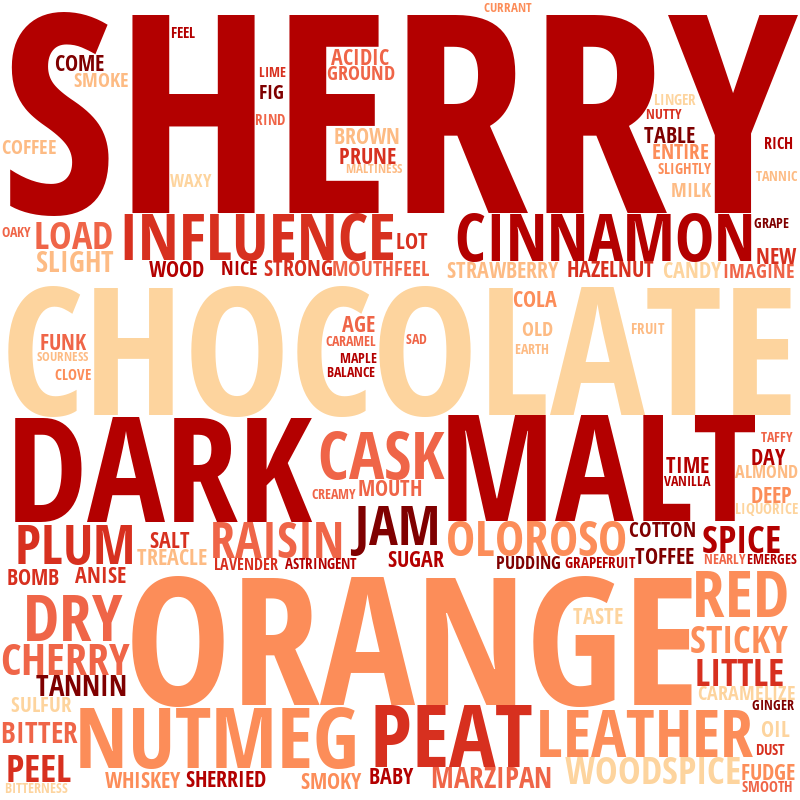 CURRANT
SHERRY
FEEL
COME
SMOKE
LIME
FIG
RIND
ACIDIC
GROUND
BROWN
PRUNE
MALTINESS
LINGER
NUTTY
TABLE
ENTIRE
SLIGHTLY
MILK
RICH
TANNIC
COFFEE
WAXY
OAKY
LOAD
INFLUENCE
LOT
CINNAMON
GRAPE
SLIGHT
WOOD
NICE
STRONG
MOUTHFEEL
STRAWBERRY
HAZELNUT
CANDY
NEW
IMAGINE
CHOCOLATE
COLA
FUNK
SOURNESS
CLOVE
AGE
CARAMEL
SAD
MAPLE
BALANCE
OLD
EARTH
FRUIT
DARK
CASK
CREAMY
MOUTH
MALT
TAFFY
TIME
VANILLA
DAY
ALMOND
DEEP
LIQUORICE
PLUM
SALT
TREACLE
RAISIN
JAM
OLOROSO
COTTON
SPICE
BOMB
ANISE
LAVENDER
ASTRINGENT
SUGAR
PUDDING
GRAPEFRUIT
TOFFEE
NEARLY
EMERGES
ORANGE
TASTE
RED
DRY
STICKY
CHERRY
TANNIN
LITTLE
CARAMELIZE
SULFUR
GINGER
BITTER
NUTMEG
PEAT
LEATHER
OIL
DUST
PEEL
BITTERNESS
WHISKEY
SHERRIED
SMOKY
BABY
MARZIPAN
WOODSPICE
FUDGE
SMOOTH